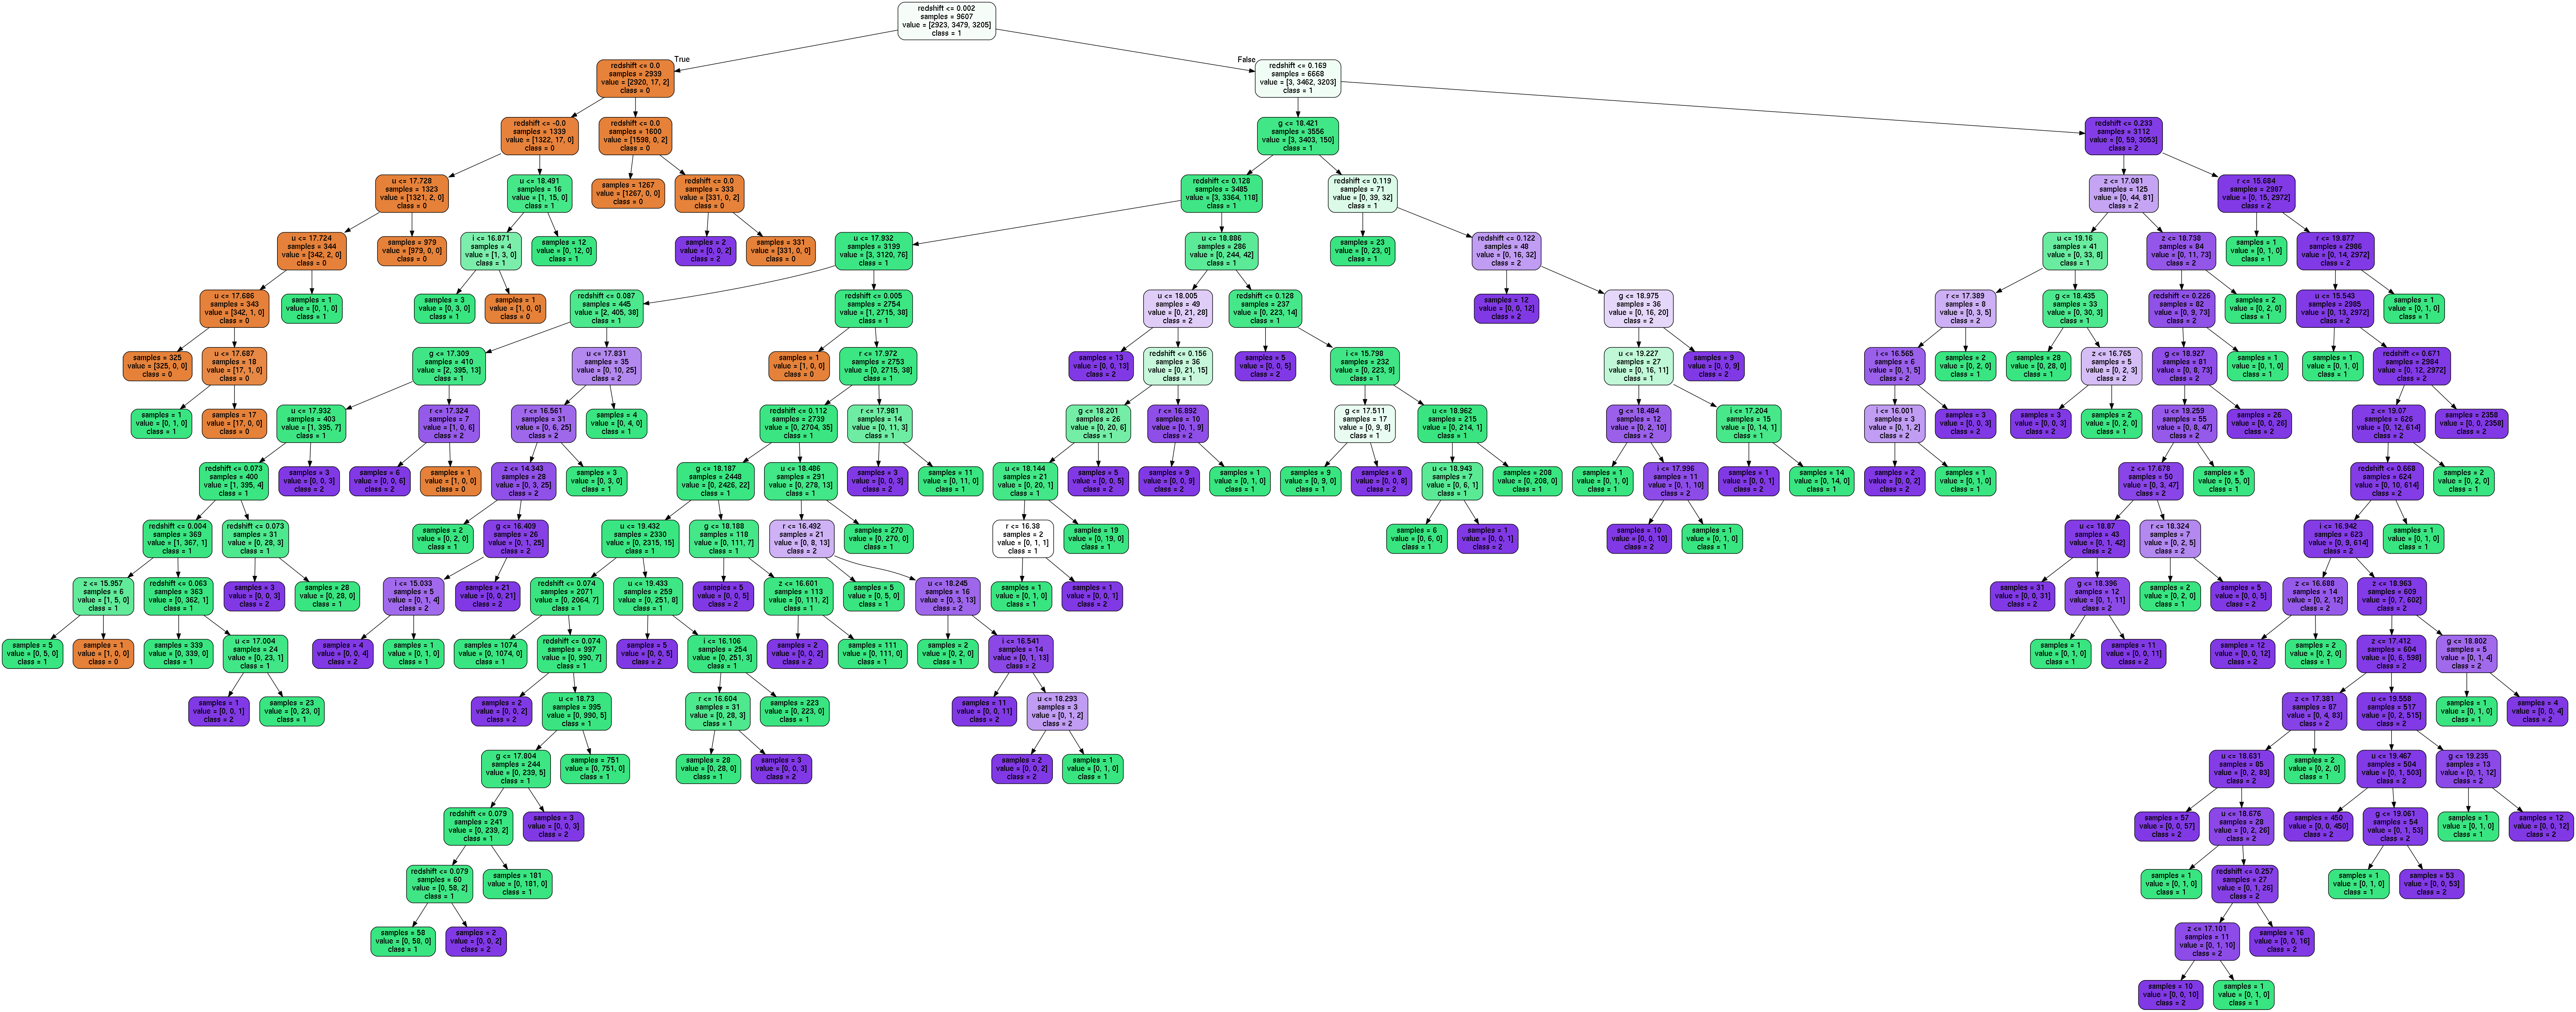 redshift <= 0.002
samples = 9607
value = [2923, 3479, 3205]
class = 1
True
False
redshift <= 0.0
samples = 2939
value = [2920, 17, 2]
class = 0
redshift <= 0.169
samples = 6668
value = [3, 3462, 3203]
class = 1
redshift <= -0.0
samples = 1339
value = [1322, 17, 0]
class = 0
redshift <= 0.0
samples = 1600
value = [1598, 0, 2]
class = 0
g <= 18.421
samples = 3556
value = [3, 3403, 150]
class = 1
redshift <= 0.233
samples = 3112
value = [0, 59, 3053]
class = 2
u <= 17.728
samples = 1323
value = [1321, 2, 0]
class = 0
u <= 18.491
samples = 16
value = [1, 15, 0]
class = 1
samples = 1267
value = [1267, 0, 0]
class = 0
redshift <= 0.0
samples = 333
value = [331, 0, 2]
class = 0
redshift <= 0.128
samples = 3485
value = [3, 3364, 118]
class = 1
redshift <= 0.119
samples = 71
value = [0, 39, 32]
class = 1
z <= 17.081
samples = 125
value = [0, 44, 81]
class = 2
r <= 15.684
samples = 2987
value = [0, 15, 2972]
class = 2
u <= 17.724
samples = 344
value = [342, 2, 0]
class = 0
samples = 979
value = [979, 0, 0]
class = 0
i <= 16.871
samples = 4
value = [1, 3, 0]
class = 1
samples = 12
value = [0, 12, 0]
class = 1
samples = 2
value = [0, 0, 2]
class = 2
samples = 331
value = [331, 0, 0]
class = 0
u <= 17.932
samples = 3199
value = [3, 3120, 76]
class = 1
u <= 18.886
samples = 286
value = [0, 244, 42]
class = 1
samples = 23
value = [0, 23, 0]
class = 1
redshift <= 0.122
samples = 48
value = [0, 16, 32]
class = 2
u <= 19.16
samples = 41
value = [0, 33, 8]
class = 1
z <= 18.738
samples = 84
value = [0, 11, 73]
class = 2
samples = 1
value = [0, 1, 0]
class = 1
r <= 19.877
samples = 2986
value = [0, 14, 2972]
class = 2
u <= 17.686
samples = 343
value = [342, 1, 0]
class = 0
samples = 1
value = [0, 1, 0]
class = 1
samples = 3
value = [0, 3, 0]
class = 1
samples = 1
value = [1, 0, 0]
class = 0
redshift <= 0.087
samples = 445
value = [2, 405, 38]
class = 1
redshift <= 0.005
samples = 2754
value = [1, 2715, 38]
class = 1
u <= 18.005
samples = 49
value = [0, 21, 28]
class = 2
redshift <= 0.128
samples = 237
value = [0, 223, 14]
class = 1
samples = 12
value = [0, 0, 12]
class = 2
g <= 18.975
samples = 36
value = [0, 16, 20]
class = 2
r <= 17.389
samples = 8
value = [0, 3, 5]
class = 2
g <= 18.435
samples = 33
value = [0, 30, 3]
class = 1
redshift <= 0.226
samples = 82
value = [0, 9, 73]
class = 2
samples = 2
value = [0, 2, 0]
class = 1
u <= 15.543
samples = 2985
value = [0, 13, 2972]
class = 2
samples = 1
value = [0, 1, 0]
class = 1
samples = 325
value = [325, 0, 0]
class = 0
u <= 17.687
samples = 18
value = [17, 1, 0]
class = 0
g <= 17.309
samples = 410
value = [2, 395, 13]
class = 1
u <= 17.831
samples = 35
value = [0, 10, 25]
class = 2
samples = 1
value = [1, 0, 0]
class = 0
r <= 17.972
samples = 2753
value = [0, 2715, 38]
class = 1
samples = 13
value = [0, 0, 13]
class = 2
redshift <= 0.156
samples = 36
value = [0, 21, 15]
class = 1
samples = 5
value = [0, 0, 5]
class = 2
i <= 15.798
samples = 232
value = [0, 223, 9]
class = 1
u <= 19.227
samples = 27
value = [0, 16, 11]
class = 1
samples = 9
value = [0, 0, 9]
class = 2
i <= 16.565
samples = 6
value = [0, 1, 5]
class = 2
samples = 2
value = [0, 2, 0]
class = 1
samples = 28
value = [0, 28, 0]
class = 1
z <= 16.765
samples = 5
value = [0, 2, 3]
class = 2
g <= 18.927
samples = 81
value = [0, 8, 73]
class = 2
samples = 1
value = [0, 1, 0]
class = 1
samples = 1
value = [0, 1, 0]
class = 1
redshift <= 0.671
samples = 2984
value = [0, 12, 2972]
class = 2
samples = 1
value = [0, 1, 0]
class = 1
samples = 17
value = [17, 0, 0]
class = 0
u <= 17.932
samples = 403
value = [1, 395, 7]
class = 1
r <= 17.324
samples = 7
value = [1, 0, 6]
class = 2
r <= 16.561
samples = 31
value = [0, 6, 25]
class = 2
samples = 4
value = [0, 4, 0]
class = 1
redshift <= 0.112
samples = 2739
value = [0, 2704, 35]
class = 1
r <= 17.981
samples = 14
value = [0, 11, 3]
class = 1
g <= 18.201
samples = 26
value = [0, 20, 6]
class = 1
r <= 16.892
samples = 10
value = [0, 1, 9]
class = 2
g <= 17.511
samples = 17
value = [0, 9, 8]
class = 1
u <= 18.962
samples = 215
value = [0, 214, 1]
class = 1
g <= 18.484
samples = 12
value = [0, 2, 10]
class = 2
i <= 17.204
samples = 15
value = [0, 14, 1]
class = 1
i <= 16.001
samples = 3
value = [0, 1, 2]
class = 2
samples = 3
value = [0, 0, 3]
class = 2
samples = 3
value = [0, 0, 3]
class = 2
samples = 2
value = [0, 2, 0]
class = 1
u <= 19.259
samples = 55
value = [0, 8, 47]
class = 2
samples = 26
value = [0, 0, 26]
class = 2
z <= 19.07
samples = 626
value = [0, 12, 614]
class = 2
samples = 2358
value = [0, 0, 2358]
class = 2
redshift <= 0.073
samples = 400
value = [1, 395, 4]
class = 1
samples = 3
value = [0, 0, 3]
class = 2
samples = 6
value = [0, 0, 6]
class = 2
samples = 1
value = [1, 0, 0]
class = 0
z <= 14.343
samples = 28
value = [0, 3, 25]
class = 2
samples = 3
value = [0, 3, 0]
class = 1
g <= 18.187
samples = 2448
value = [0, 2426, 22]
class = 1
u <= 18.486
samples = 291
value = [0, 278, 13]
class = 1
samples = 3
value = [0, 0, 3]
class = 2
samples = 11
value = [0, 11, 0]
class = 1
u <= 18.144
samples = 21
value = [0, 20, 1]
class = 1
samples = 5
value = [0, 0, 5]
class = 2
samples = 9
value = [0, 0, 9]
class = 2
samples = 1
value = [0, 1, 0]
class = 1
samples = 9
value = [0, 9, 0]
class = 1
samples = 8
value = [0, 0, 8]
class = 2
u <= 18.943
samples = 7
value = [0, 6, 1]
class = 1
samples = 208
value = [0, 208, 0]
class = 1
samples = 1
value = [0, 1, 0]
class = 1
i <= 17.996
samples = 11
value = [0, 1, 10]
class = 2
samples = 1
value = [0, 0, 1]
class = 2
samples = 14
value = [0, 14, 0]
class = 1
samples = 2
value = [0, 0, 2]
class = 2
samples = 1
value = [0, 1, 0]
class = 1
z <= 17.678
samples = 50
value = [0, 3, 47]
class = 2
samples = 5
value = [0, 5, 0]
class = 1
redshift <= 0.668
samples = 624
value = [0, 10, 614]
class = 2
samples = 2
value = [0, 2, 0]
class = 1
redshift <= 0.004
samples = 369
value = [1, 367, 1]
class = 1
redshift <= 0.073
samples = 31
value = [0, 28, 3]
class = 1
samples = 2
value = [0, 2, 0]
class = 1
g <= 16.409
samples = 26
value = [0, 1, 25]
class = 2
u <= 19.432
samples = 2330
value = [0, 2315, 15]
class = 1
g <= 18.188
samples = 118
value = [0, 111, 7]
class = 1
r <= 16.492
samples = 21
value = [0, 8, 13]
class = 2
samples = 270
value = [0, 270, 0]
class = 1
r <= 16.38
samples = 2
value = [0, 1, 1]
class = 1
samples = 19
value = [0, 19, 0]
class = 1
samples = 6
value = [0, 6, 0]
class = 1
samples = 1
value = [0, 0, 1]
class = 2
samples = 10
value = [0, 0, 10]
class = 2
samples = 1
value = [0, 1, 0]
class = 1
u <= 18.87
samples = 43
value = [0, 1, 42]
class = 2
r <= 18.324
samples = 7
value = [0, 2, 5]
class = 2
i <= 16.942
samples = 623
value = [0, 9, 614]
class = 2
samples = 1
value = [0, 1, 0]
class = 1
z <= 15.957
samples = 6
value = [1, 5, 0]
class = 1
redshift <= 0.063
samples = 363
value = [0, 362, 1]
class = 1
samples = 3
value = [0, 0, 3]
class = 2
samples = 28
value = [0, 28, 0]
class = 1
i <= 15.033
samples = 5
value = [0, 1, 4]
class = 2
samples = 21
value = [0, 0, 21]
class = 2
redshift <= 0.074
samples = 2071
value = [0, 2064, 7]
class = 1
u <= 19.433
samples = 259
value = [0, 251, 8]
class = 1
samples = 5
value = [0, 0, 5]
class = 2
z <= 16.601
samples = 113
value = [0, 111, 2]
class = 1
samples = 5
value = [0, 5, 0]
class = 1
u <= 18.245
samples = 16
value = [0, 3, 13]
class = 2
samples = 1
value = [0, 1, 0]
class = 1
samples = 1
value = [0, 0, 1]
class = 2
samples = 31
value = [0, 0, 31]
class = 2
g <= 18.396
samples = 12
value = [0, 1, 11]
class = 2
samples = 2
value = [0, 2, 0]
class = 1
samples = 5
value = [0, 0, 5]
class = 2
z <= 16.688
samples = 14
value = [0, 2, 12]
class = 2
z <= 18.963
samples = 609
value = [0, 7, 602]
class = 2
samples = 5
value = [0, 5, 0]
class = 1
samples = 1
value = [1, 0, 0]
class = 0
samples = 339
value = [0, 339, 0]
class = 1
u <= 17.004
samples = 24
value = [0, 23, 1]
class = 1
samples = 4
value = [0, 0, 4]
class = 2
samples = 1
value = [0, 1, 0]
class = 1
samples = 1074
value = [0, 1074, 0]
class = 1
redshift <= 0.074
samples = 997
value = [0, 990, 7]
class = 1
samples = 5
value = [0, 0, 5]
class = 2
i <= 16.106
samples = 254
value = [0, 251, 3]
class = 1
samples = 2
value = [0, 0, 2]
class = 2
samples = 111
value = [0, 111, 0]
class = 1
samples = 2
value = [0, 2, 0]
class = 1
i <= 16.541
samples = 14
value = [0, 1, 13]
class = 2
samples = 1
value = [0, 1, 0]
class = 1
samples = 11
value = [0, 0, 11]
class = 2
samples = 12
value = [0, 0, 12]
class = 2
samples = 2
value = [0, 2, 0]
class = 1
z <= 17.412
samples = 604
value = [0, 6, 598]
class = 2
g <= 18.802
samples = 5
value = [0, 1, 4]
class = 2
samples = 1
value = [0, 0, 1]
class = 2
samples = 23
value = [0, 23, 0]
class = 1
samples = 2
value = [0, 0, 2]
class = 2
u <= 18.73
samples = 995
value = [0, 990, 5]
class = 1
r <= 16.604
samples = 31
value = [0, 28, 3]
class = 1
samples = 223
value = [0, 223, 0]
class = 1
samples = 11
value = [0, 0, 11]
class = 2
u <= 18.293
samples = 3
value = [0, 1, 2]
class = 2
z <= 17.381
samples = 87
value = [0, 4, 83]
class = 2
u <= 19.558
samples = 517
value = [0, 2, 515]
class = 2
samples = 1
value = [0, 1, 0]
class = 1
samples = 4
value = [0, 0, 4]
class = 2
g <= 17.804
samples = 244
value = [0, 239, 5]
class = 1
samples = 751
value = [0, 751, 0]
class = 1
samples = 28
value = [0, 28, 0]
class = 1
samples = 3
value = [0, 0, 3]
class = 2
samples = 2
value = [0, 0, 2]
class = 2
samples = 1
value = [0, 1, 0]
class = 1
u <= 18.631
samples = 85
value = [0, 2, 83]
class = 2
samples = 2
value = [0, 2, 0]
class = 1
u <= 19.467
samples = 504
value = [0, 1, 503]
class = 2
g <= 19.235
samples = 13
value = [0, 1, 12]
class = 2
redshift <= 0.079
samples = 241
value = [0, 239, 2]
class = 1
samples = 3
value = [0, 0, 3]
class = 2
samples = 57
value = [0, 0, 57]
class = 2
u <= 18.676
samples = 28
value = [0, 2, 26]
class = 2
samples = 450
value = [0, 0, 450]
class = 2
g <= 19.061
samples = 54
value = [0, 1, 53]
class = 2
samples = 1
value = [0, 1, 0]
class = 1
samples = 12
value = [0, 0, 12]
class = 2
redshift <= 0.079
samples = 60
value = [0, 58, 2]
class = 1
samples = 181
value = [0, 181, 0]
class = 1
samples = 1
value = [0, 1, 0]
class = 1
redshift <= 0.257
samples = 27
value = [0, 1, 26]
class = 2
samples = 1
value = [0, 1, 0]
class = 1
samples = 53
value = [0, 0, 53]
class = 2
samples = 58
value = [0, 58, 0]
class = 1
samples = 2
value = [0, 0, 2]
class = 2
z <= 17.101
samples = 11
value = [0, 1, 10]
class = 2
samples = 16
value = [0, 0, 16]
class = 2
samples = 10
value = [0, 0, 10]
class = 2
samples = 1
value = [0, 1, 0]
class = 1